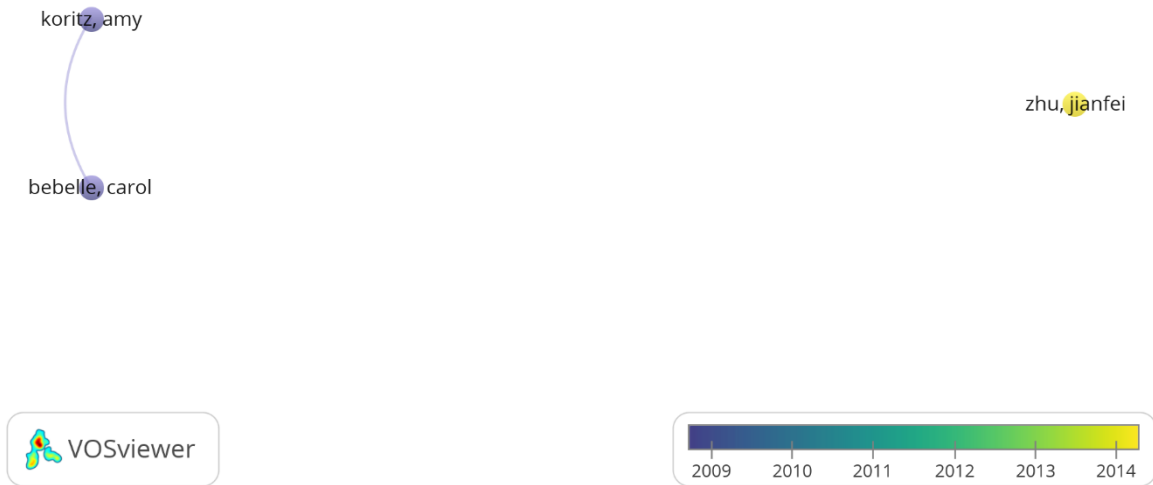 koritz, amy
zhu, jianfei
bebelle, carol
VOSviewer
2009 2010 2011 2012 2013 2014